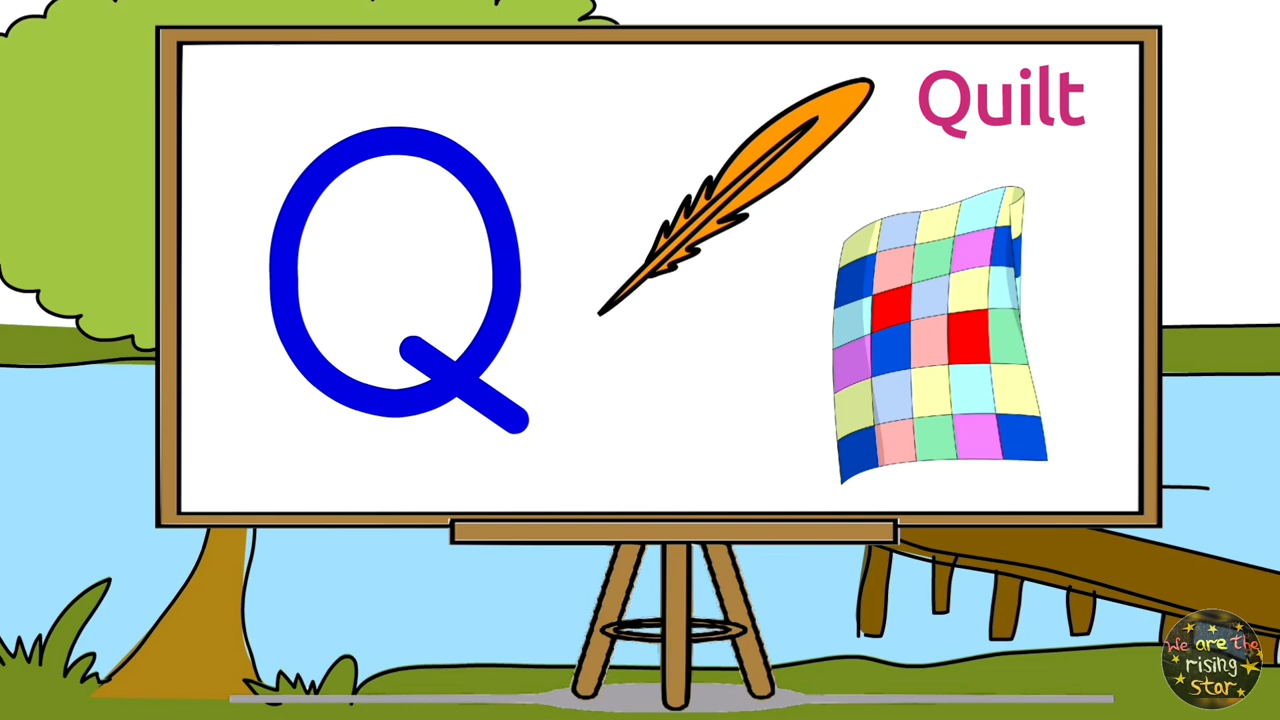 Quilt
Q
We are the
rising
star